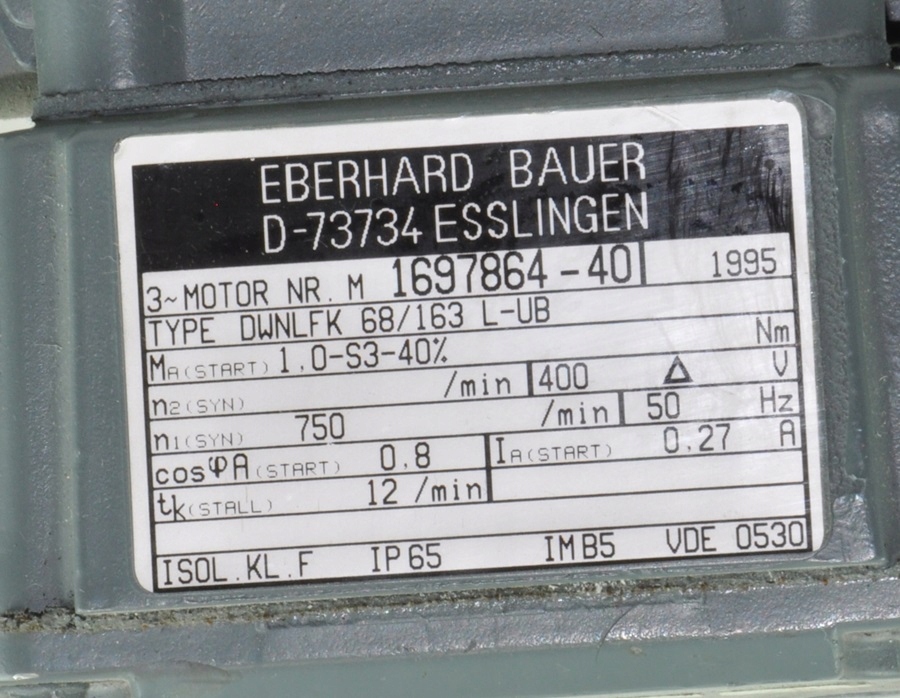 EBERHARD BAUER
D-73734 ESSLINGEN
3~MOTOR NR. M 1697864-40 1995
TYPE DWNLFK 68/163 L-UB
MA(START) 1,0-S3-40% Nm
n2(SYN) /min 400 Δ V
n1(SYN) 750 /min 50 Hz
cosφA(START) 0,8 IA(START) 0,27 A
tk(STALL) 12 /min
ISOL.KL.F IP65 IMB5 VDE 0530